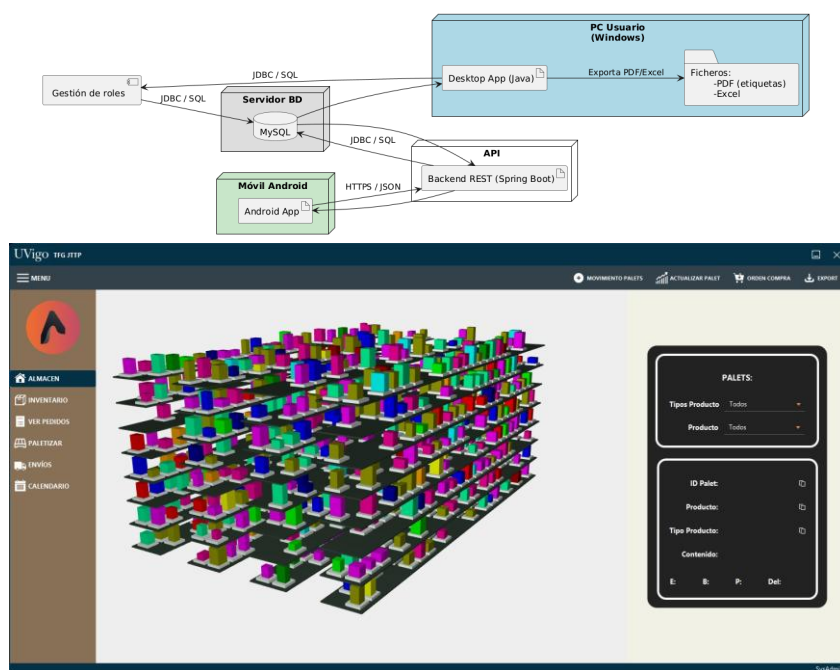 PC Usuario
(Windows)
JDBC / SQL
Desktop App (Java)
Exporta PDF/Excel
Ficheros:
-PDF (etiquetas)
-Excel
Gestión de roles
JDBC / SQL
Servidor BD
MySQL
JDBC / SQL
API
Backend REST (Spring Boot)
Móvil Android
HTTPS / JSON
Android App
UVigo TFG JTTP
MENU
MOVIMIENTO PALETS
ACTUALIZAR PALET
ORDEN COMPRA
EXPORT
ALMACEN
INVENTARIO
VER PEDIDOS
PALETIZAR
ENVÍOS
CALENDARIO
PALETS:
Tipos Producto Todos
Producto Todos
ID Palet:
Producto:
Tipo Producto:
Contenido:
E: B: P: Del: